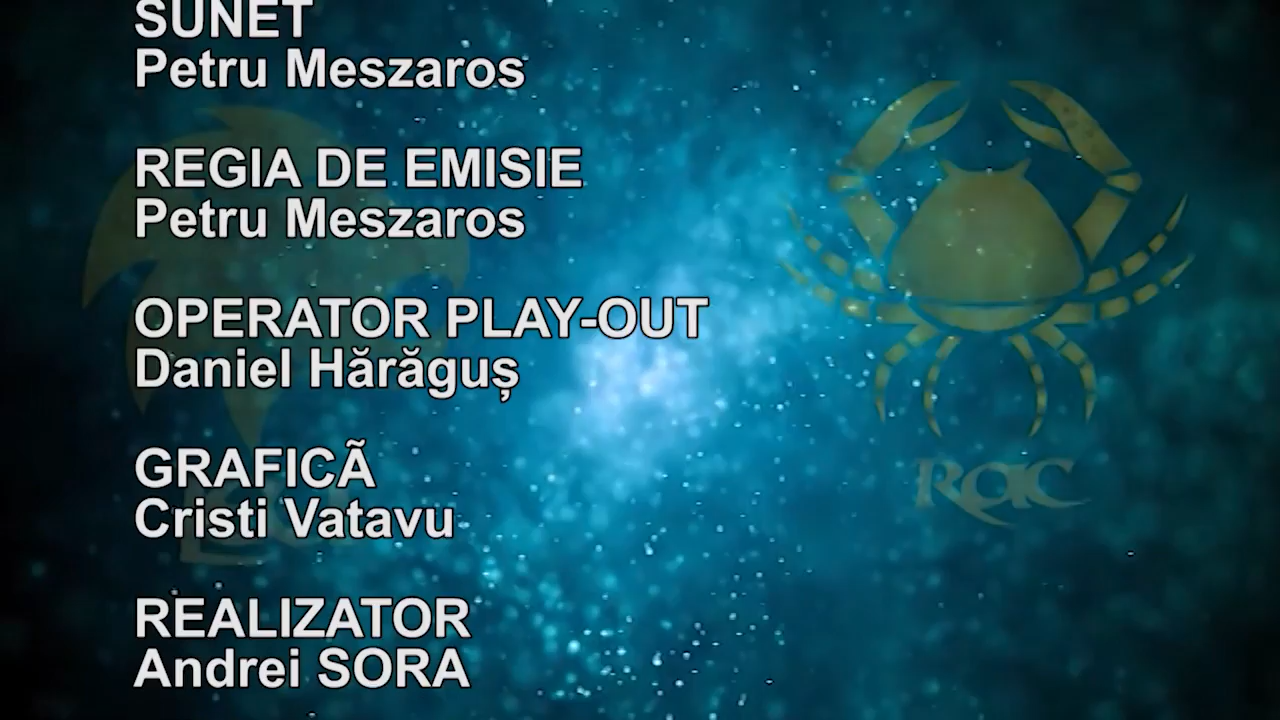 SUNET
Petru Meszaros
REGIA DE EMISIE
Petru Meszaros
OPERATOR PLAY-OUT
Daniel Hărăguș
GRAFICÃ
Cristi Vatavu
REALIZATOR
Andrei SORA
Rac